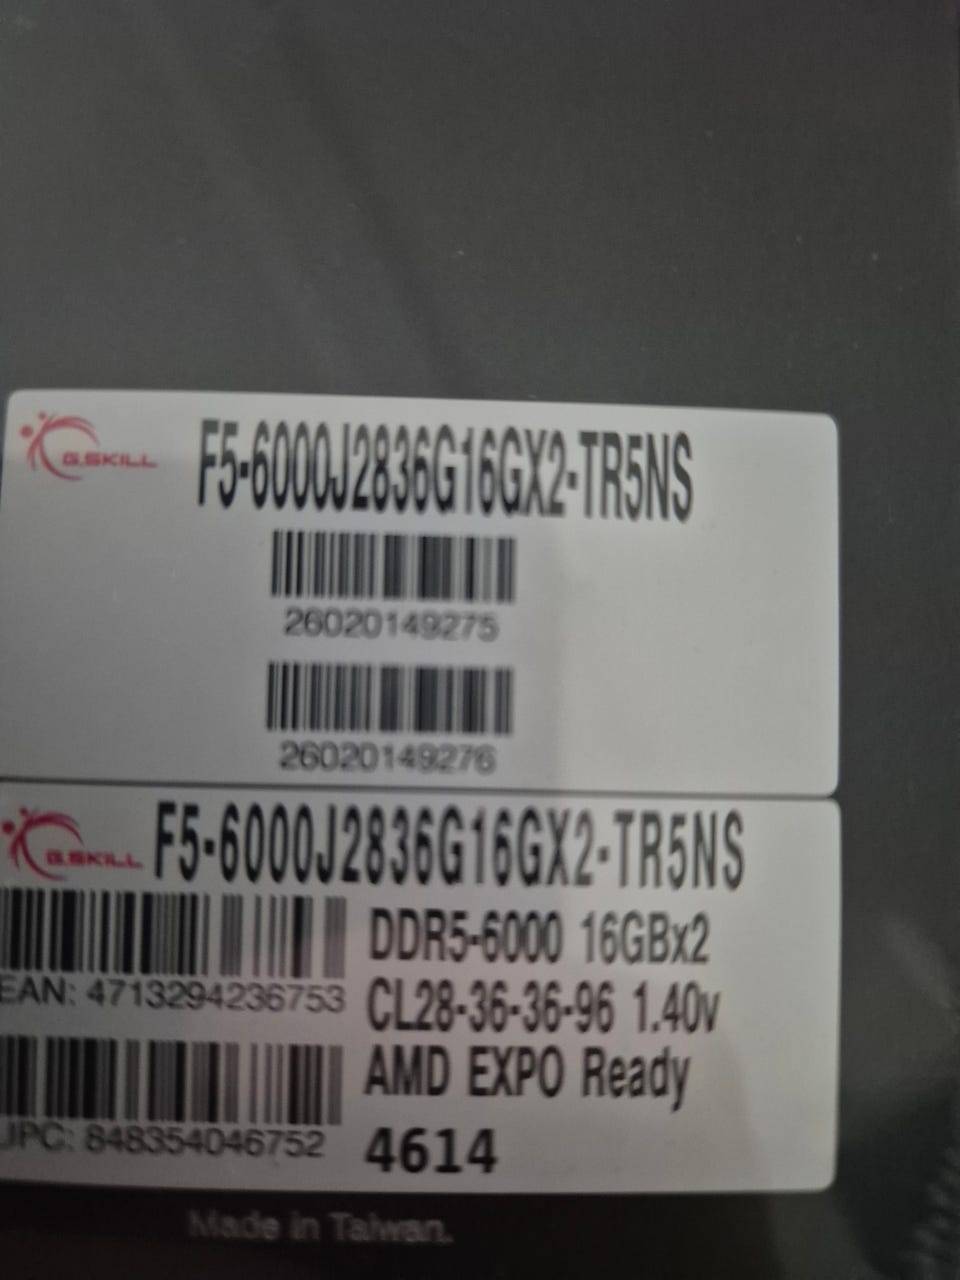 G.SKILL F5-6000J2836G16GX2-TR5NS
26020149275
26020149276
G.SKILL F5-6000J2836G16GX2-TR5NS
DDR5-6000 16GBx2
EAN: 4713294236753
CL28-36-36-96 1.40v
AMD EXPO Ready
UPC: 848354046752
4614
Made in Taiwan.